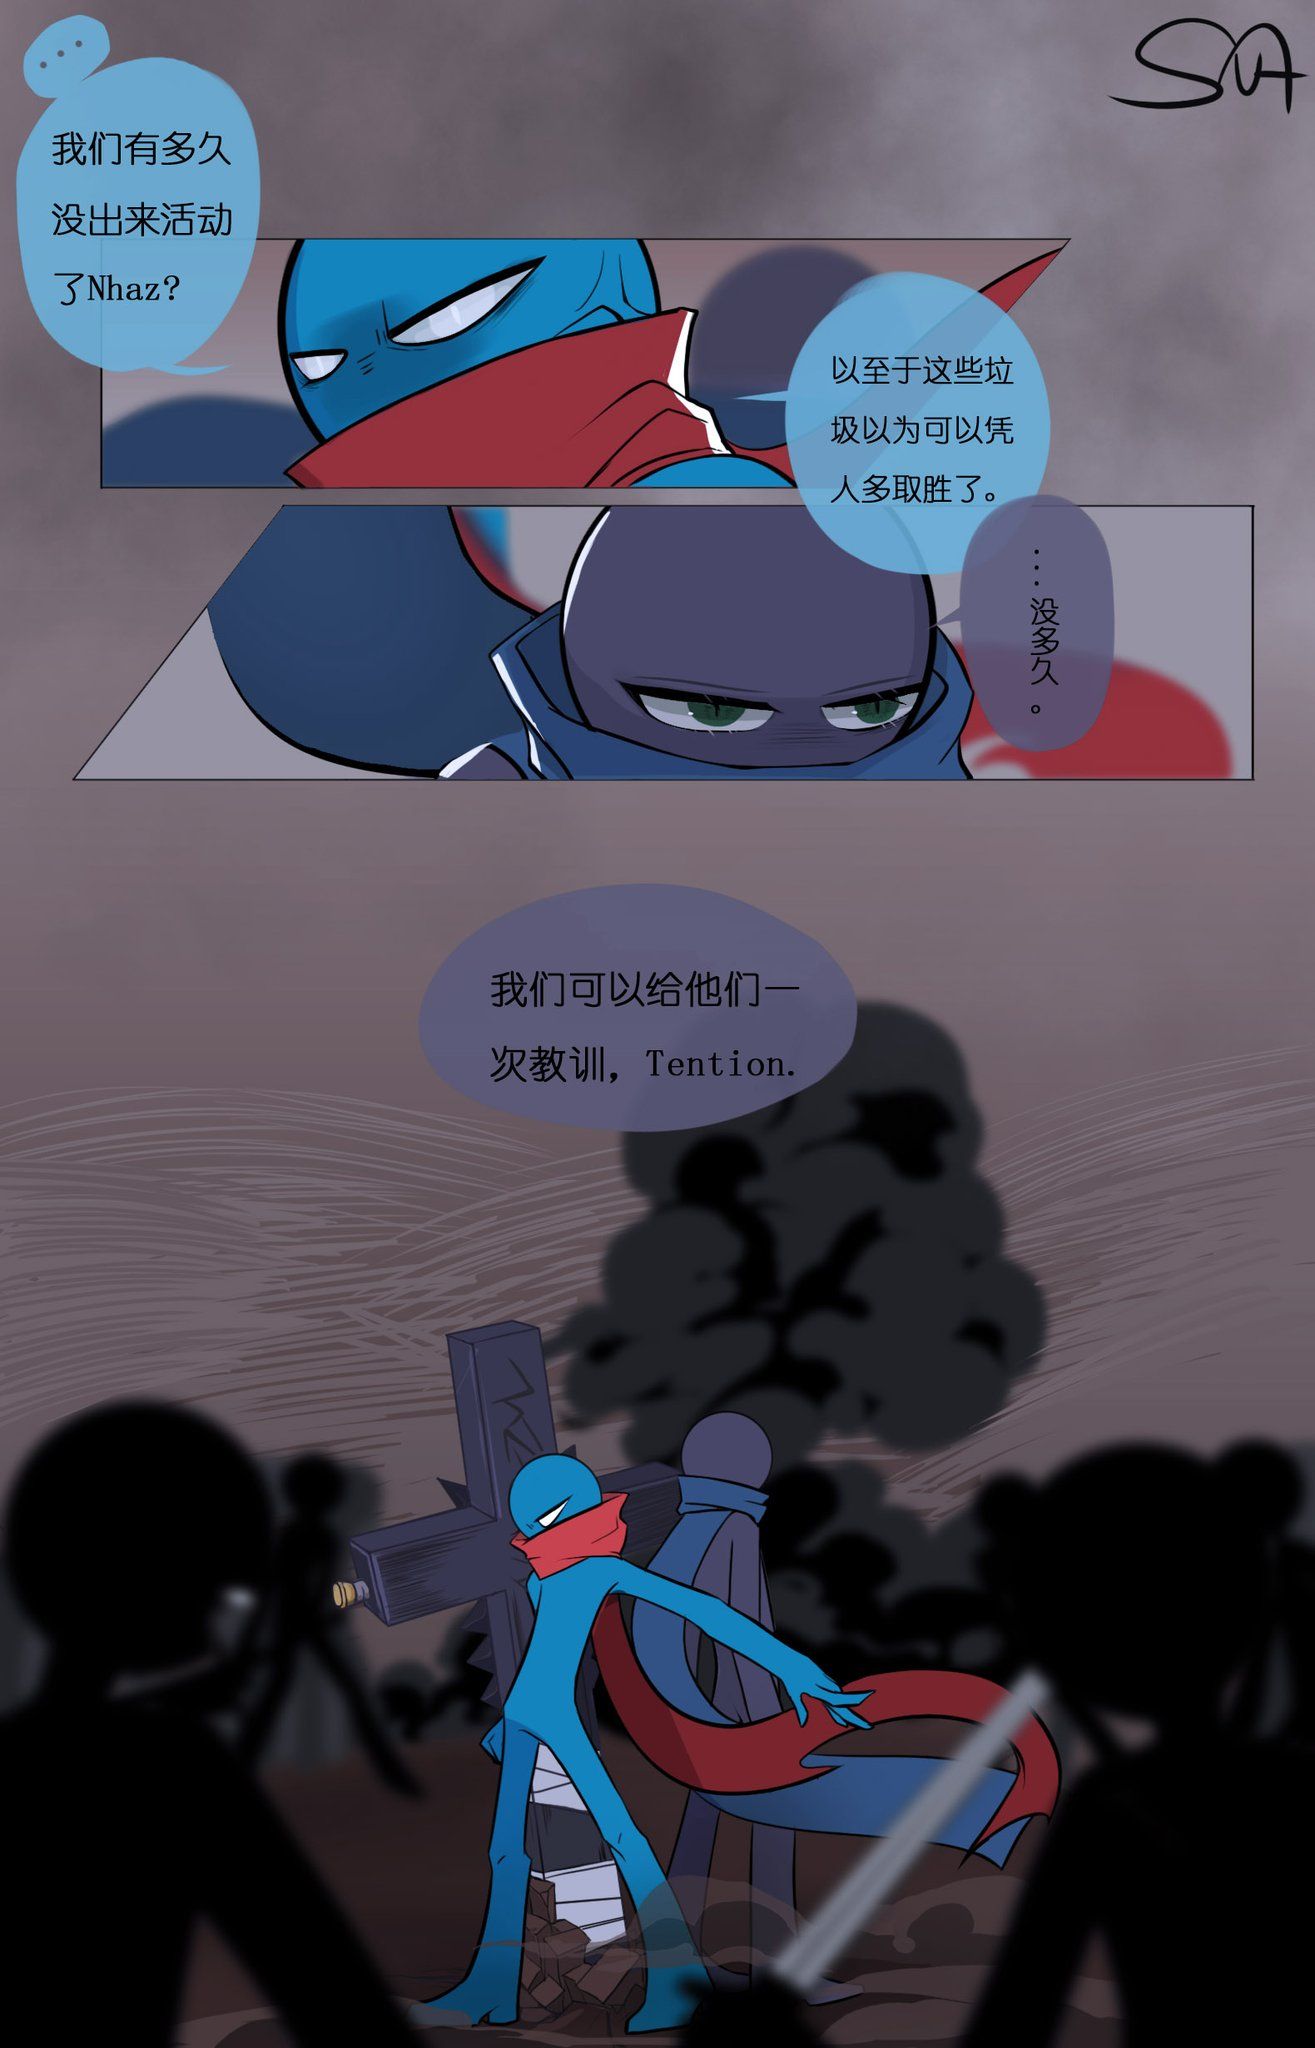 SUA
...
我们有多久
没出来活动
了Nhaz?
以至于这些垃
圾以为可以凭
人多取胜了。
...没多久。
我们可以给他们一
次教训，Tention.